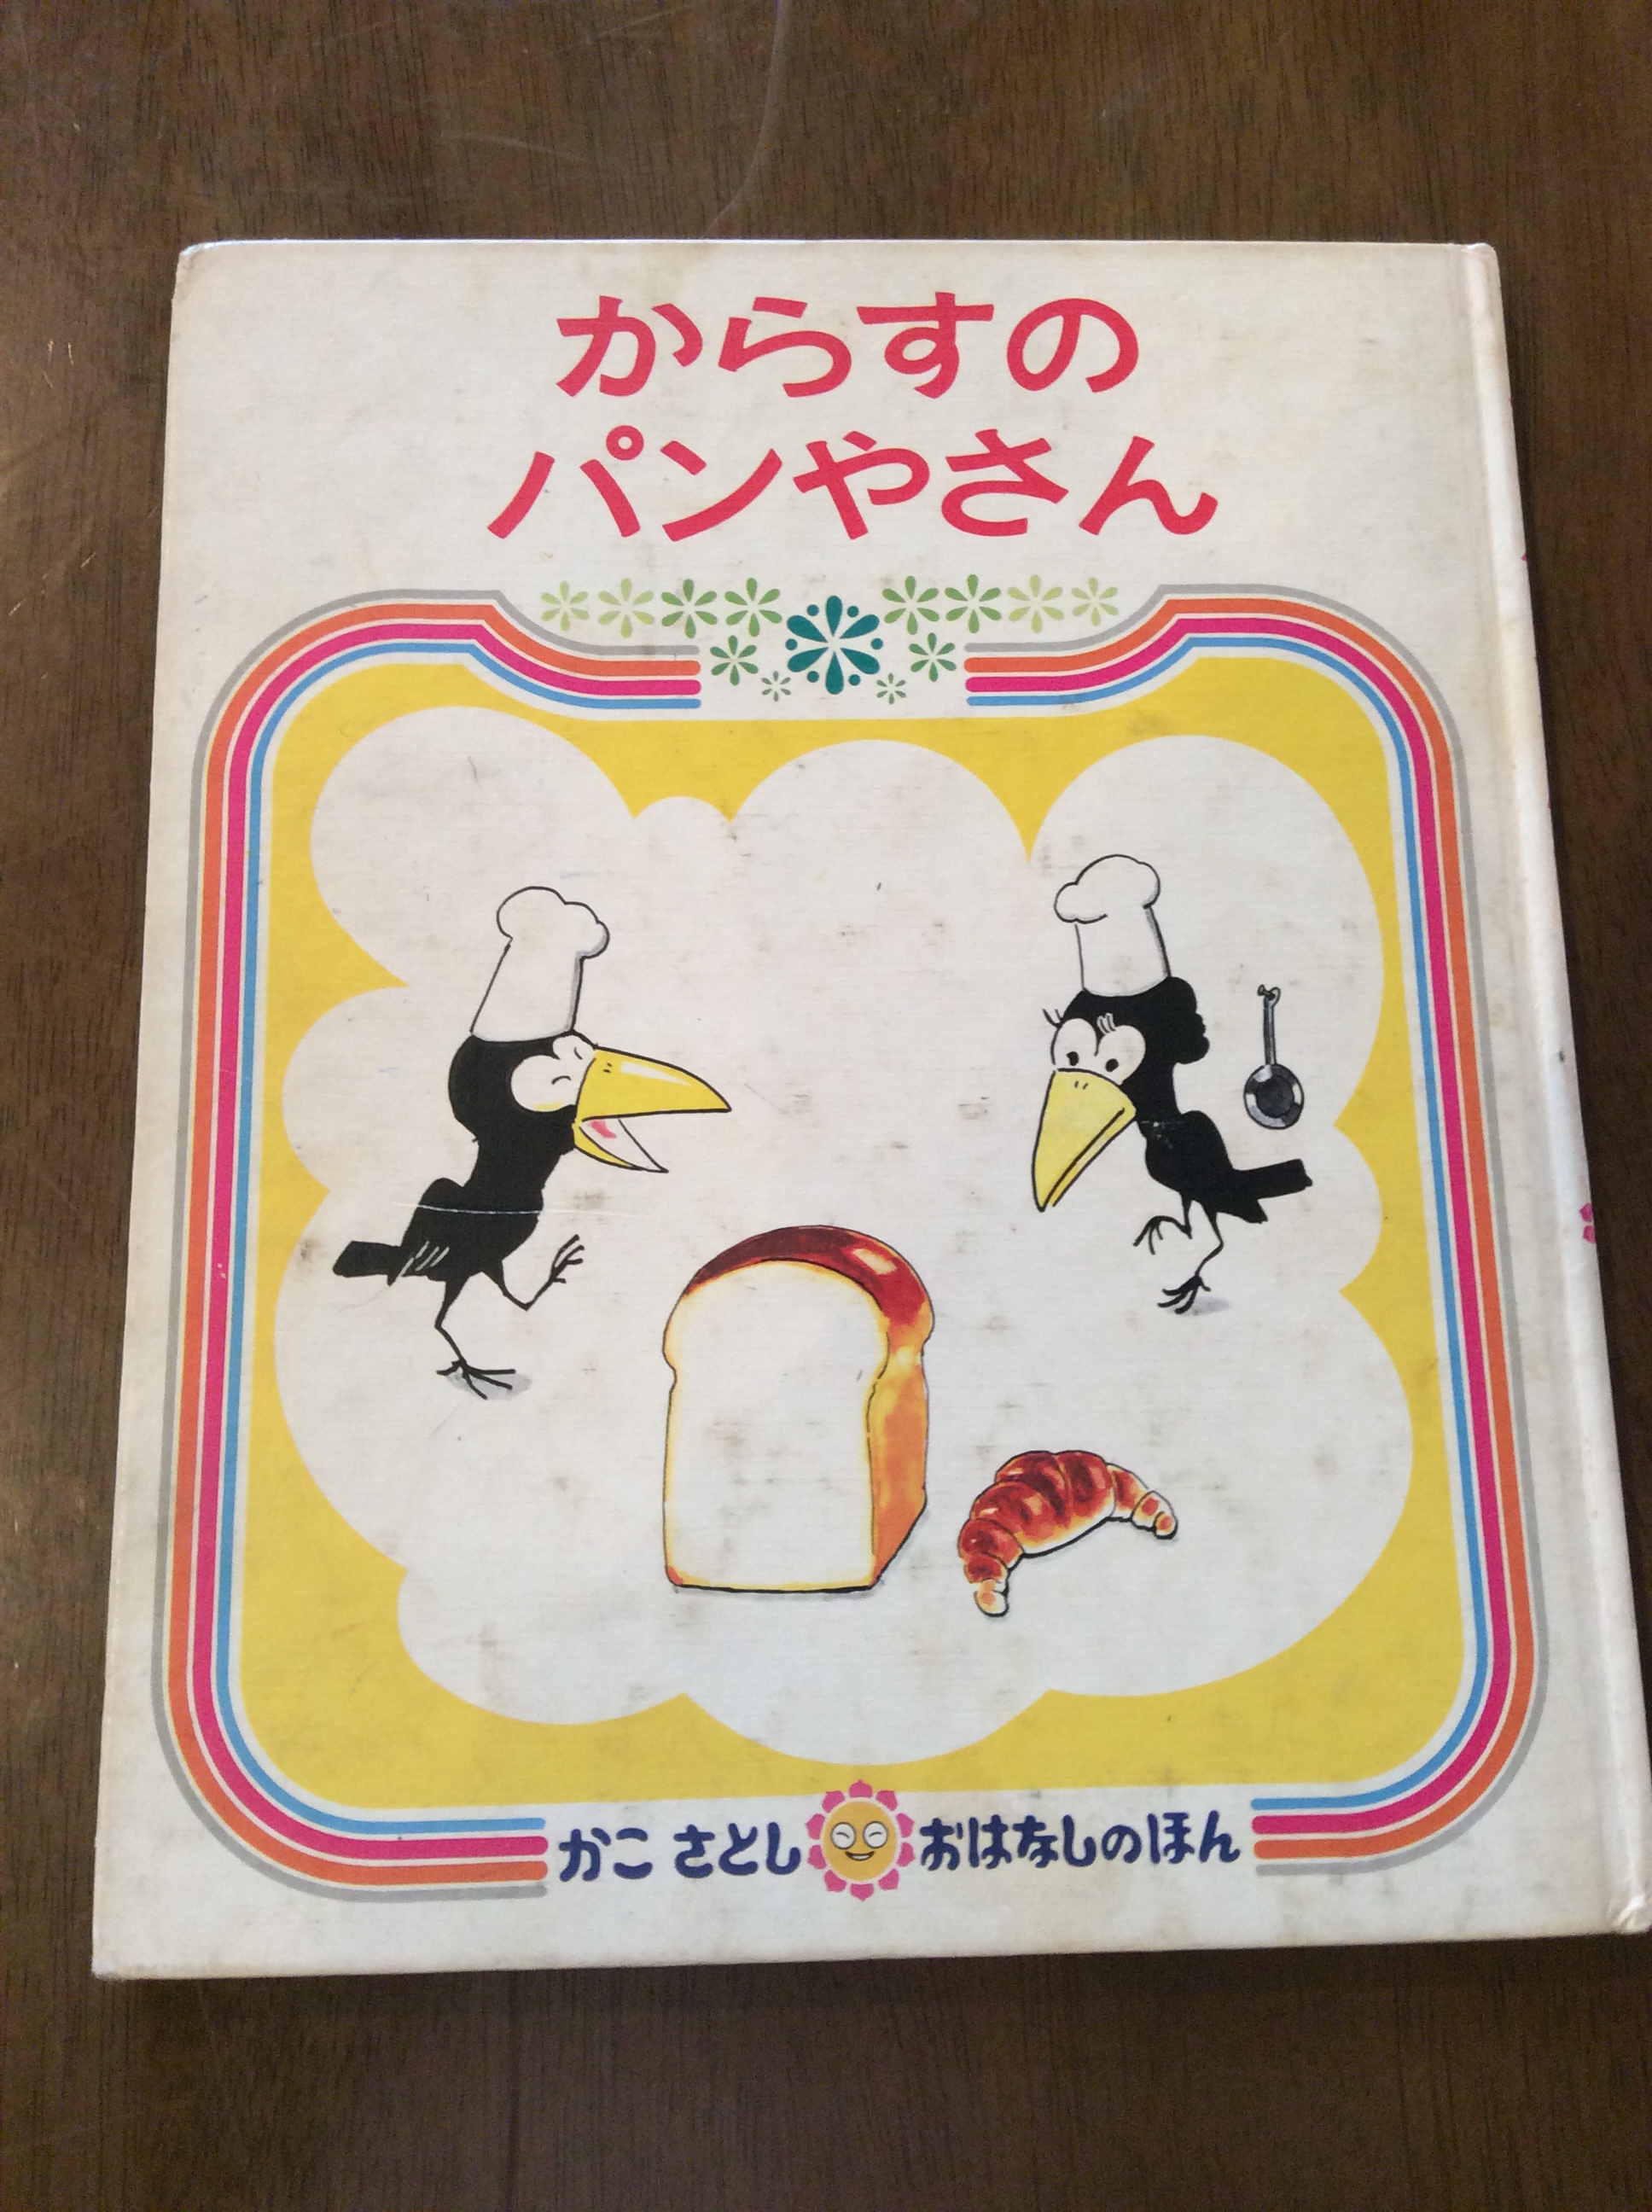 からすの
パンやさん
かこ さとし おはなしのほん